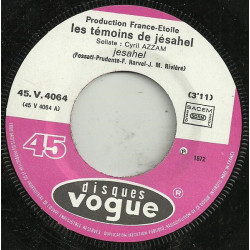 Production France-Etoile
les témoins de jésahel
Soliste : Cyril AZZAM
jesahel
(Fossati-Prudente-F. Harvel-J. M. Rivière)
45. V. 4064
(45 V 4064 A)
(3'11)
SACEM
45
℗ 1972
disques
vogue
®